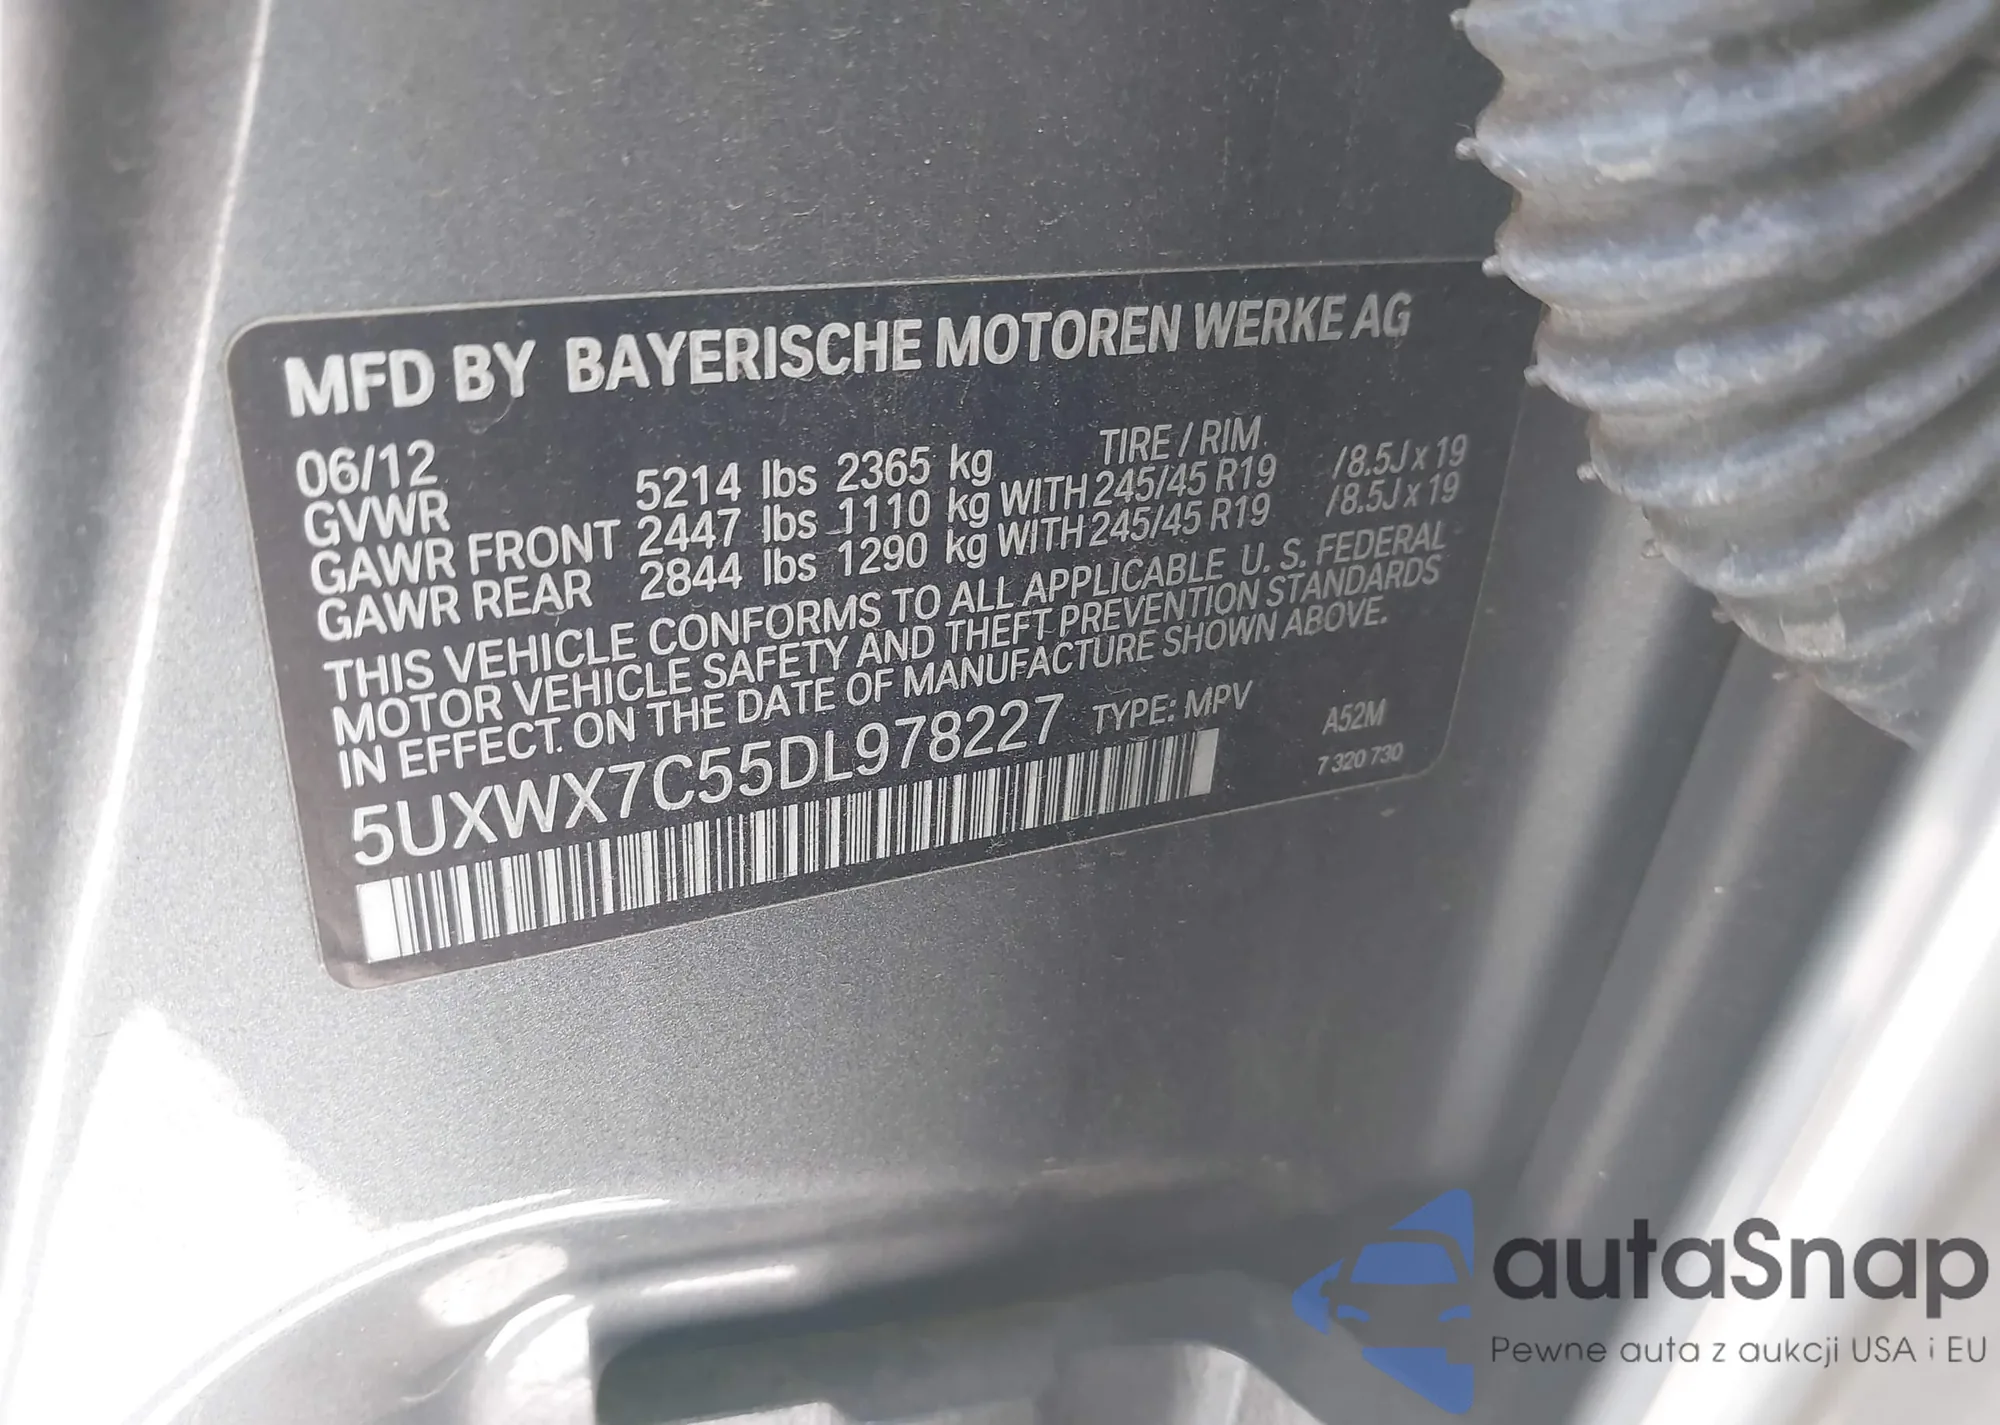 MFD BY BAYERISCHE MOTOREN WERKE AG
06/12 TIRE / RIM
GVWR 5214 lbs 2365 kg
GAWR FRONT 2447 lbs 1110 kg WITH 245/45 R19 /8.5J x 19
GAWR REAR 2844 lbs 1290 kg WITH 245/45 R19 /8.5J x 19
THIS VEHICLE CONFORMS TO ALL APPLICABLE U. S. FEDERAL
MOTOR VEHICLE SAFETY AND THEFT PREVENTION STANDARDS
IN EFFECT ON THE DATE OF MANUFACTURE SHOWN ABOVE.
5UXWX7C55DL978227 TYPE: MPV A52M
7 320 730
autaSnap
Pewne auta z aukcji USA i EU